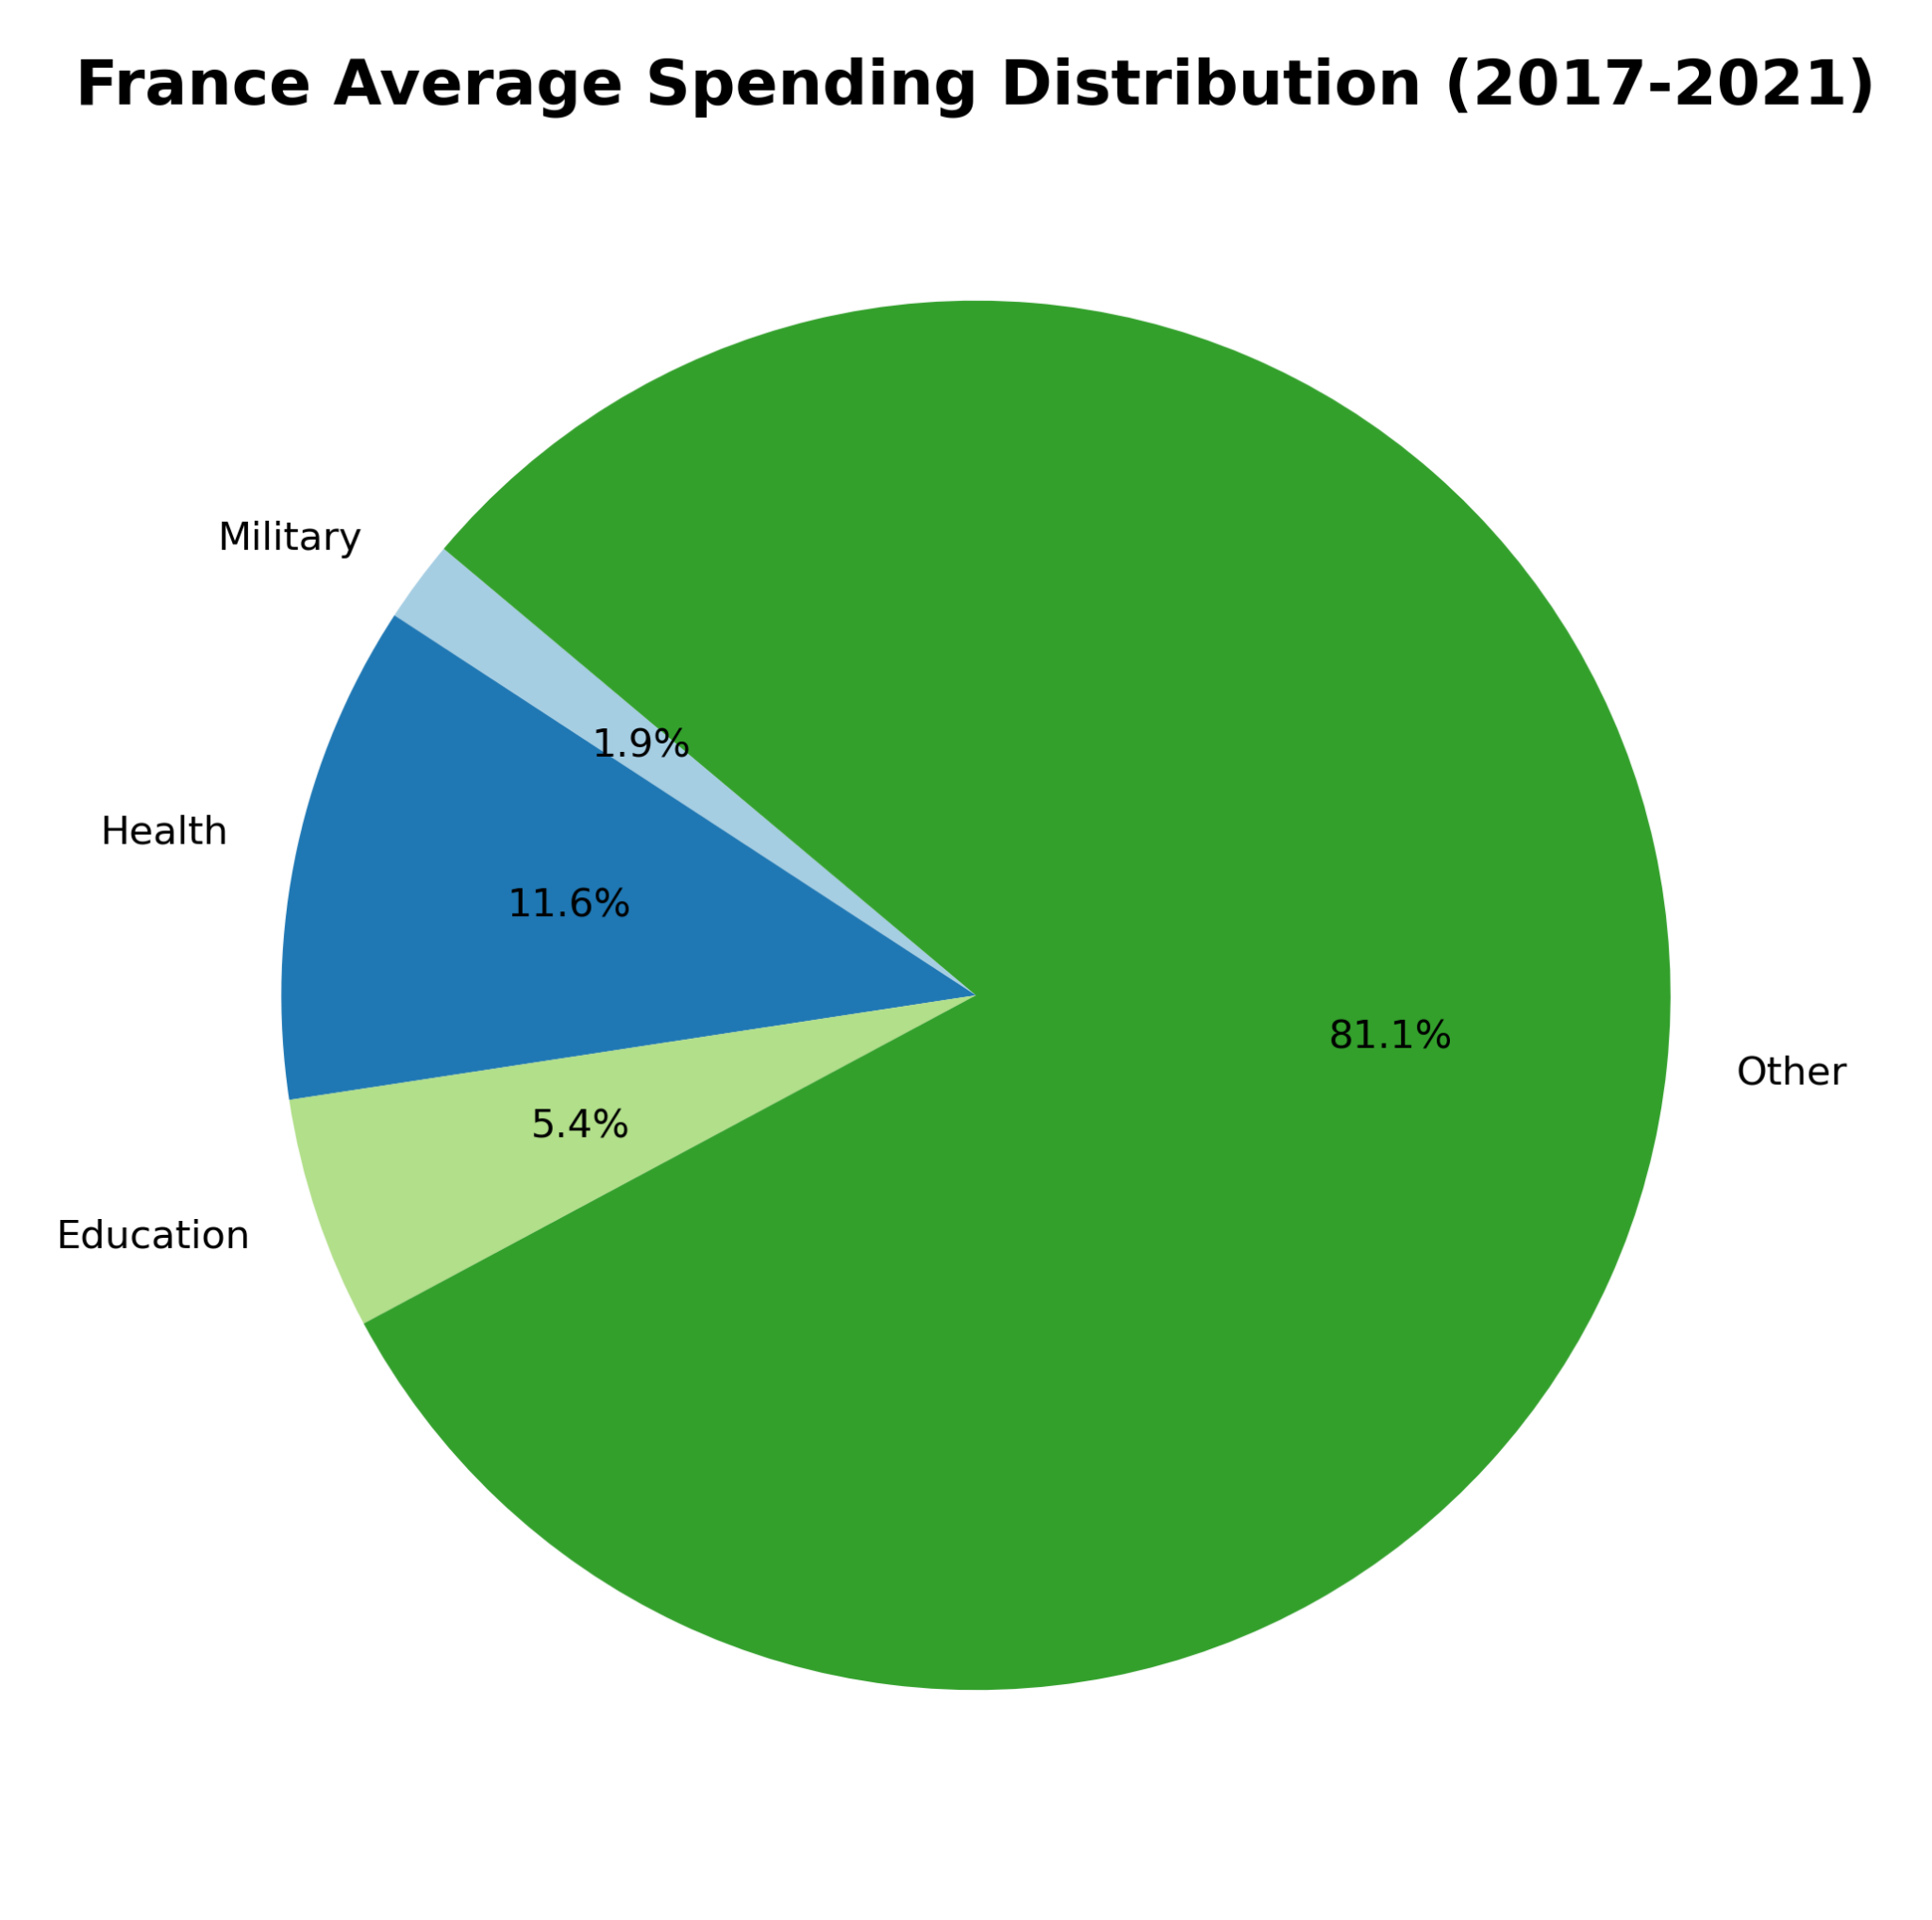 France Average Spending Distribution (2017-2021)
Military
1.9%
Health
11.6%
81.1%
Other
5.4%
Education